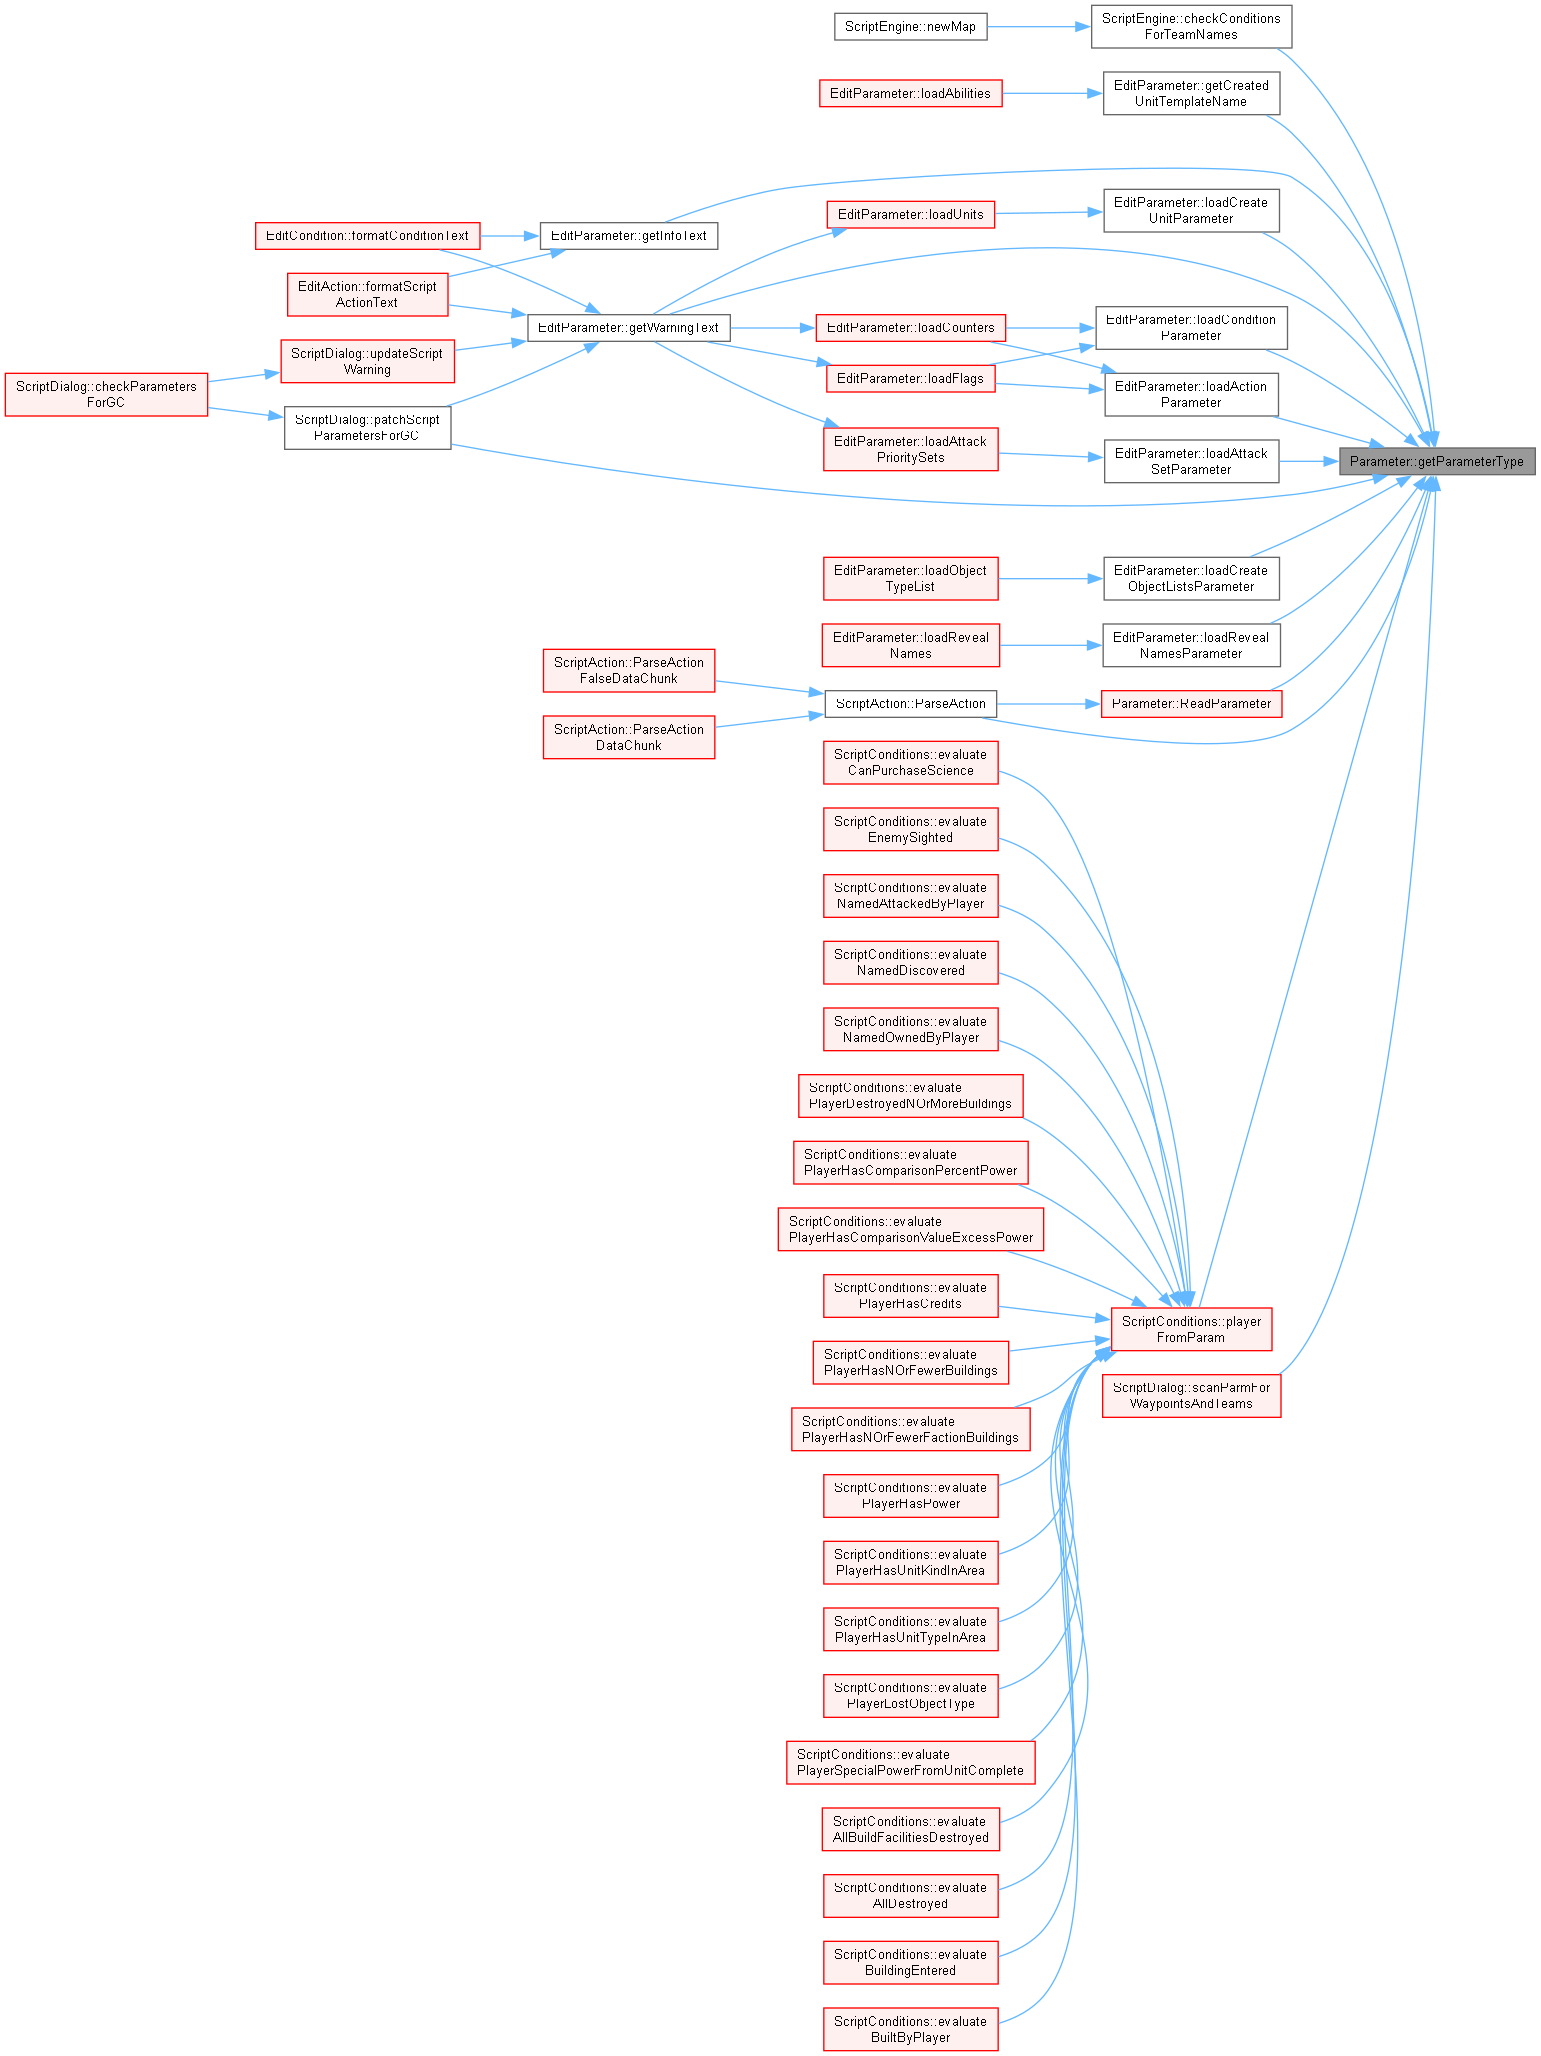 ScriptEngine::newMap
ScriptEngine::checkConditions
ForTeamNames
EditParameter::loadAbilities
EditParameter::getCreated
UnitTemplateName
EditCondition::formatConditionText
EditParameter::getInfoText
EditParameter::loadUnits
EditParameter::loadCreate
UnitParameter
EditAction::formatScript
ActionText
EditParameter::getWarningText
EditParameter::loadCounters
EditParameter::loadCondition
Parameter
ScriptDialog::updateScript
Warning
EditParameter::loadFlags
EditParameter::loadAction
Parameter
ScriptDialog::checkParameters
ForGC
ScriptDialog::patchScript
ParametersForGC
EditParameter::loadAttack
PrioritySets
EditParameter::loadAttack
SetParameter
Parameter::getParameterType
EditParameter::loadObject
TypeList
EditParameter::loadCreate
ObjectListsParameter
EditParameter::loadReveal
Names
EditParameter::loadReveal
NamesParameter
ScriptAction::ParseAction
FalseDataChunk
ScriptAction::ParseAction
DataChunk
ScriptAction::ParseAction
Parameter::ReadParameter
ScriptConditions::evaluate
CanPurchaseScience
ScriptConditions::evaluate
EnemySighted
ScriptConditions::evaluate
NamedAttackedByPlayer
ScriptConditions::evaluate
NamedDiscovered
ScriptConditions::evaluate
NamedOwnedByPlayer
ScriptConditions::evaluate
PlayerDestroyedNOrMoreBuildings
ScriptConditions::evaluate
PlayerHasComparisonPercentPower
ScriptConditions::evaluate
PlayerHasComparisonValueExcessPower
ScriptConditions::evaluate
PlayerHasCredits
ScriptConditions::player
FromParam
ScriptConditions::evaluate
PlayerHasNOrFewerBuildings
ScriptDialog::scanParmFor
WaypointsAndTeams
ScriptConditions::evaluate
PlayerHasNOrFewerFactionBuildings
ScriptConditions::evaluate
PlayerHasPower
ScriptConditions::evaluate
PlayerHasUnitKindInArea
ScriptConditions::evaluate
PlayerHasUnitTypeInArea
ScriptConditions::evaluate
PlayerLostObjectType
ScriptConditions::evaluate
PlayerSpecialPowerFromUnitComplete
ScriptConditions::evaluate
AllBuildFacilitiesDestroyed
ScriptConditions::evaluate
AllDestroyed
ScriptConditions::evaluate
BuildingEntered
ScriptConditions::evaluate
BuiltByPlayer